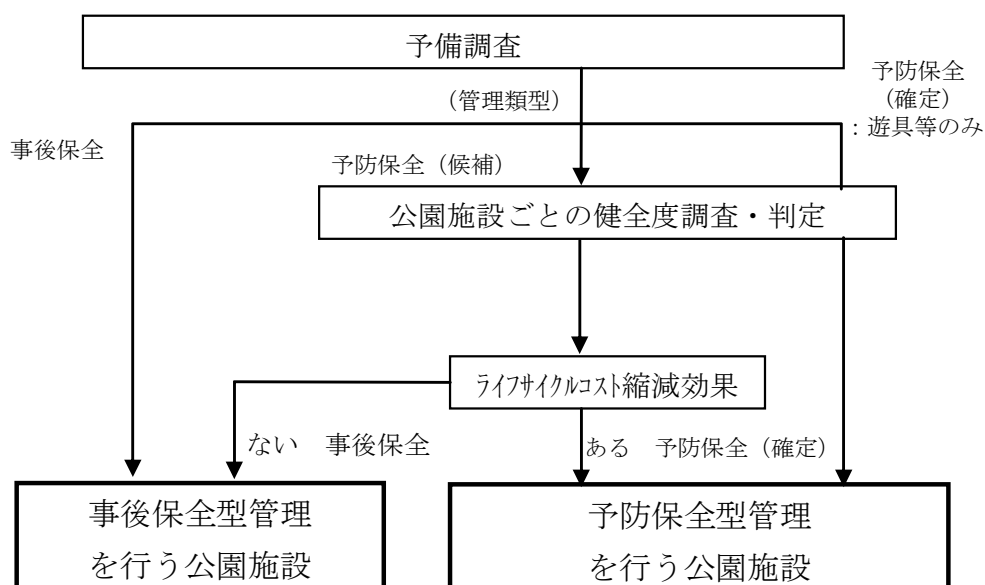 予備調査
(管理類型)
予防保全
(確定)
：遊具等のみ
事後保全
予防保全（候補）
公園施設ごとの健全度調査・判定
ﾗｲﾌｻｲｸﾙｺｽﾄ縮減効果
ない　事後保全
ある　予防保全（確定）
事後保全型管理
を行う公園施設
予防保全型管理
を行う公園施設